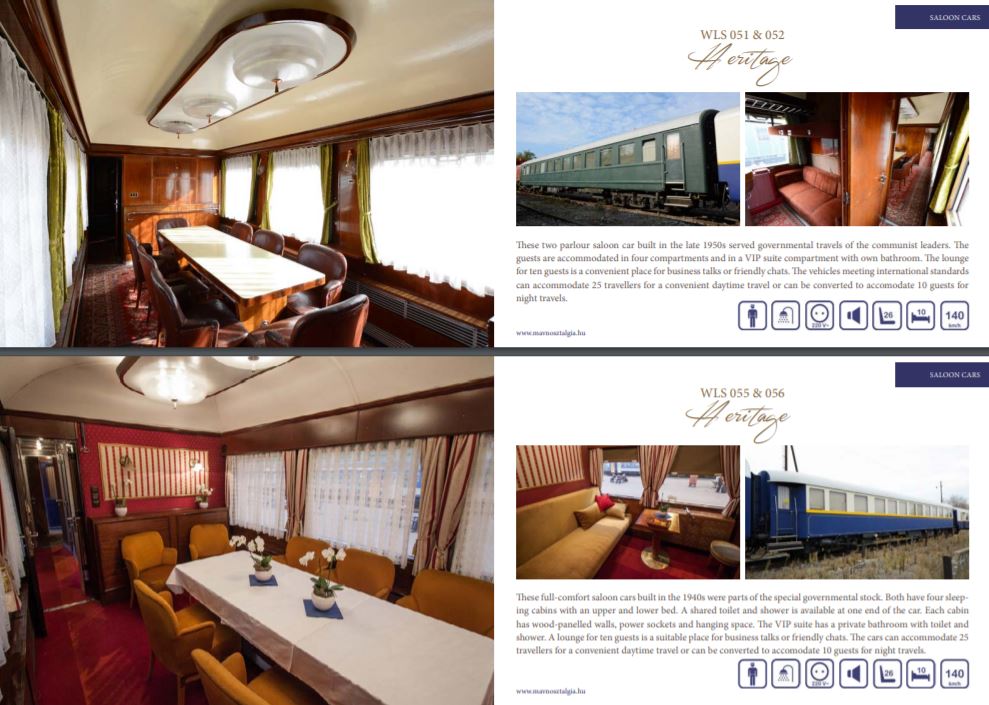 SALOON CARS
WLS 051 & 052
Heritage
These two parlour saloon car built in the late 1950s served governmental travels of the communist leaders. The
guests are accommodated in four compartments and in a VIP suite compartment with own bathroom. The lounge
for ten guests is a convenient place for business talks or friendly chats. The vehicles meeting international standards
can accommodate 25 travellers for a convenient daytime travel or can be converted to accomodate 10 guests for
night travels.
220 V~
26
10
140
km/h
www.mavnosztalgia.hu
SALOON CARS
WLS 055 & 056
Heritage
These full-comfort saloon cars built in the 1940s were parts of the special governmental stock. Both have four sleep-
ing cabins with an upper and lower bed. A shared toilet and shower is available at one end of the car. Each cabin
has wood-panelled walls, power sockets and hanging space. The VIP suite has a private bathroom with toilet and
shower. A lounge for ten guests is a suitable place for business talks or friendly chats. The cars can accommodate 25
travellers for a convenient daytime travel or can be converted to accomodate 10 guests for night travels.
220 V~
26
10
140
km/h
www.mavnosztalgia.hu